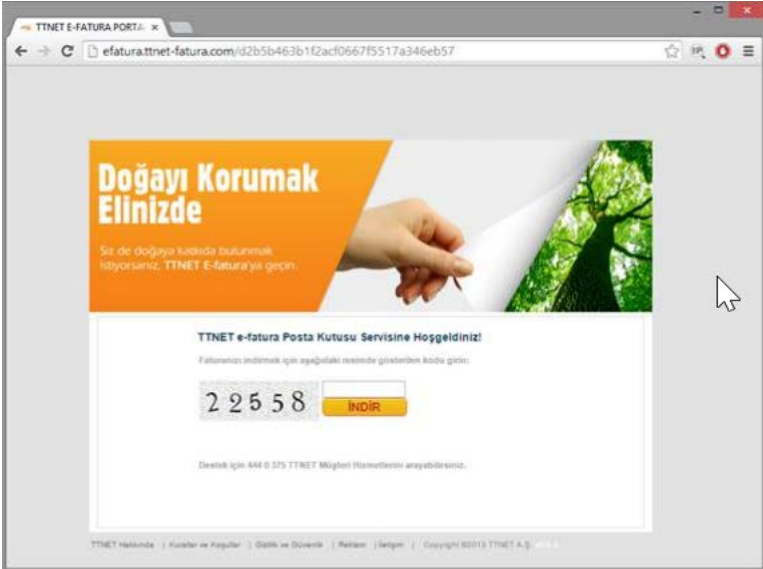 TTNET E-FATURA PORTA
efatura.ttnet-fatura.com/d2b5b463b1f2acf0667f5517a346eb57
Doğayı Korumak
Elinizde
Siz de doğaya katkıda bulunmak
istiyorsanız, TTNET E-fatura'ya geçin.
TTNET e-fatura Posta Kutusu Servisine Hoşgeldiniz!
Faturanızı indirmek için aşağıdaki resimde gösterilen kodu girin:
22558
İNDİR
Destek için 444 0 375 TTNET Müşteri Hizmetlerini arayabilirsiniz.
TTNET Hakkında | Kurallar ve Koşullar | Gizlilik ve Güvenlik | Reklam | İletişim | Copyright ©2013 TTNET A.Ş.